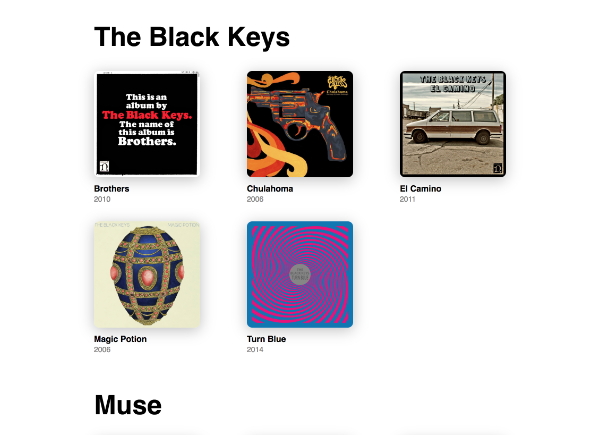 The Black Keys
This is an
album by
The Black Keys.
The name of
this album is
Brothers.
Chulahoma
THE BLACK KEYS
EL CAMINO
Brothers
2010
Chulahoma
2006
El Camino
2011
THE BLACK KEYS MAGIC POTION
Magic Potion
2006
Turn Blue
2014
Muse